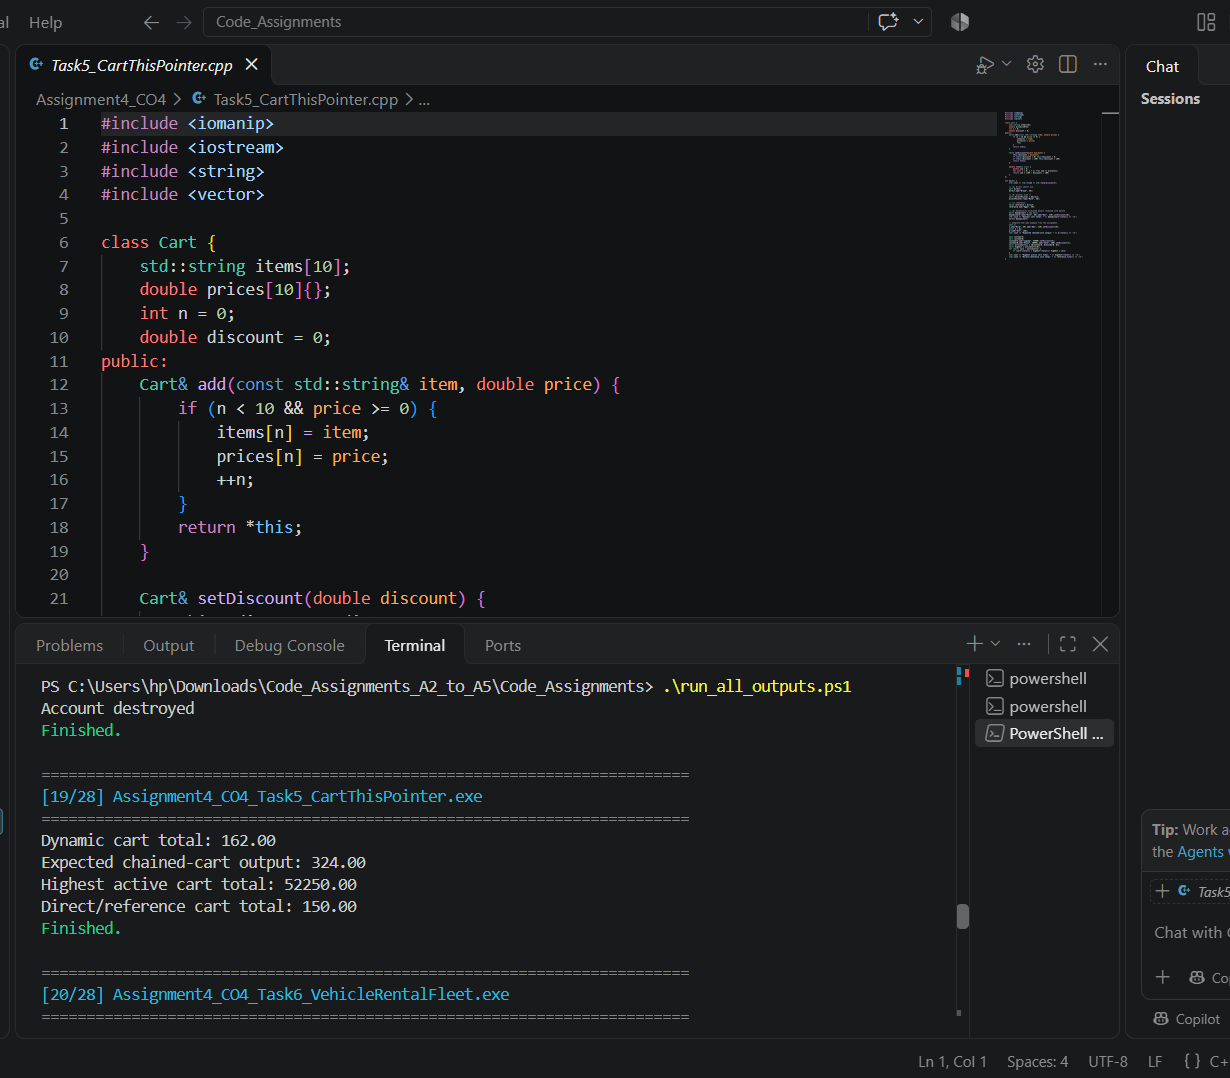 Help
Code_Assignments
Task5_CartThisPointer.cpp
Assignment4_CO4 > Task5_CartThisPointer.cpp > ...
1 #include <iomanip>
2 #include <iostream>
3 #include <string>
4 #include <vector>
5
6 class Cart {
7 std::string items[10];
8 double prices[10]{};
9 int n = 0;
10 double discount = 0;
11 public:
12 Cart& add(const std::string& item, double price) {
13 if (n < 10 && price >= 0) {
14 items[n] = item;
15 prices[n] = price;
16 ++n;
17 }
18 return *this;
19 }
20
21 Cart& setDiscount(double discount) {
Chat
Sessions
Problems Output Debug Console Terminal Ports
PS C:\Users\hp\Downloads\Code_Assignments_A2_to_A5\Code_Assignments> .\run_all_outputs.ps1
Account destroyed
Finished.
========================================================================
[19/28] Assignment4_CO4_Task5_CartThisPointer.exe
========================================================================
Dynamic cart total: 162.00
Expected chained-cart output: 324.00
Highest active cart total: 52250.00
Direct/reference cart total: 150.00
Finished.
========================================================================
[20/28] Assignment4_CO4_Task6_VehicleRentalFleet.exe
========================================================================
powershell
powershell
PowerShell ...
Tip: Work a
the Agents
Task5
Chat with
Copilot
Ln 1, Col 1 Spaces: 4 UTF-8 LF {} C+